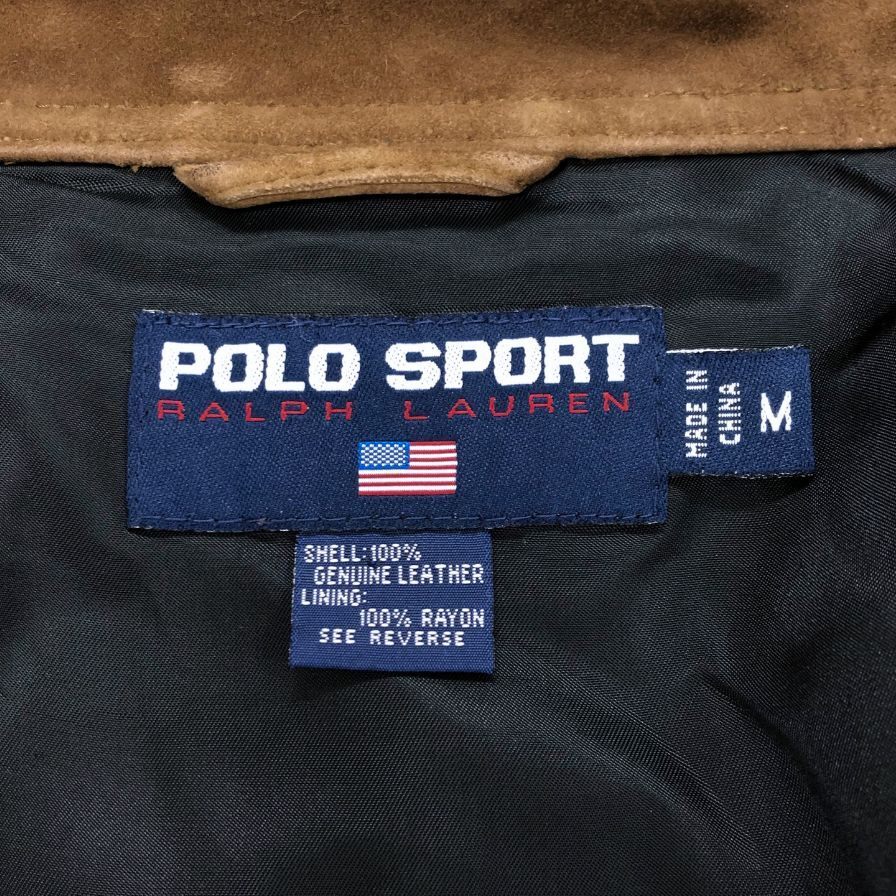 POLO SPORT
RALPH LAUREN
MADE IN
CHINA
M
SHELL: 100%
GENUINE LEATHER
LINING:
100% RAYON
SEE REVERSE